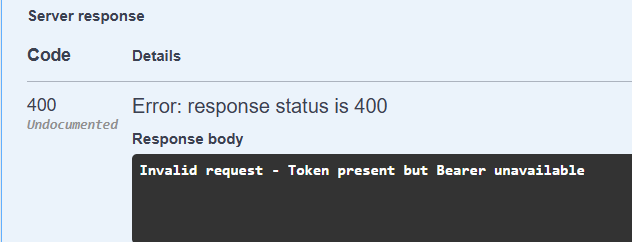 Server response
Code Details
400 Error: response status is 400
Undocumented
Response body
Invalid request - Token present but Bearer unavailable